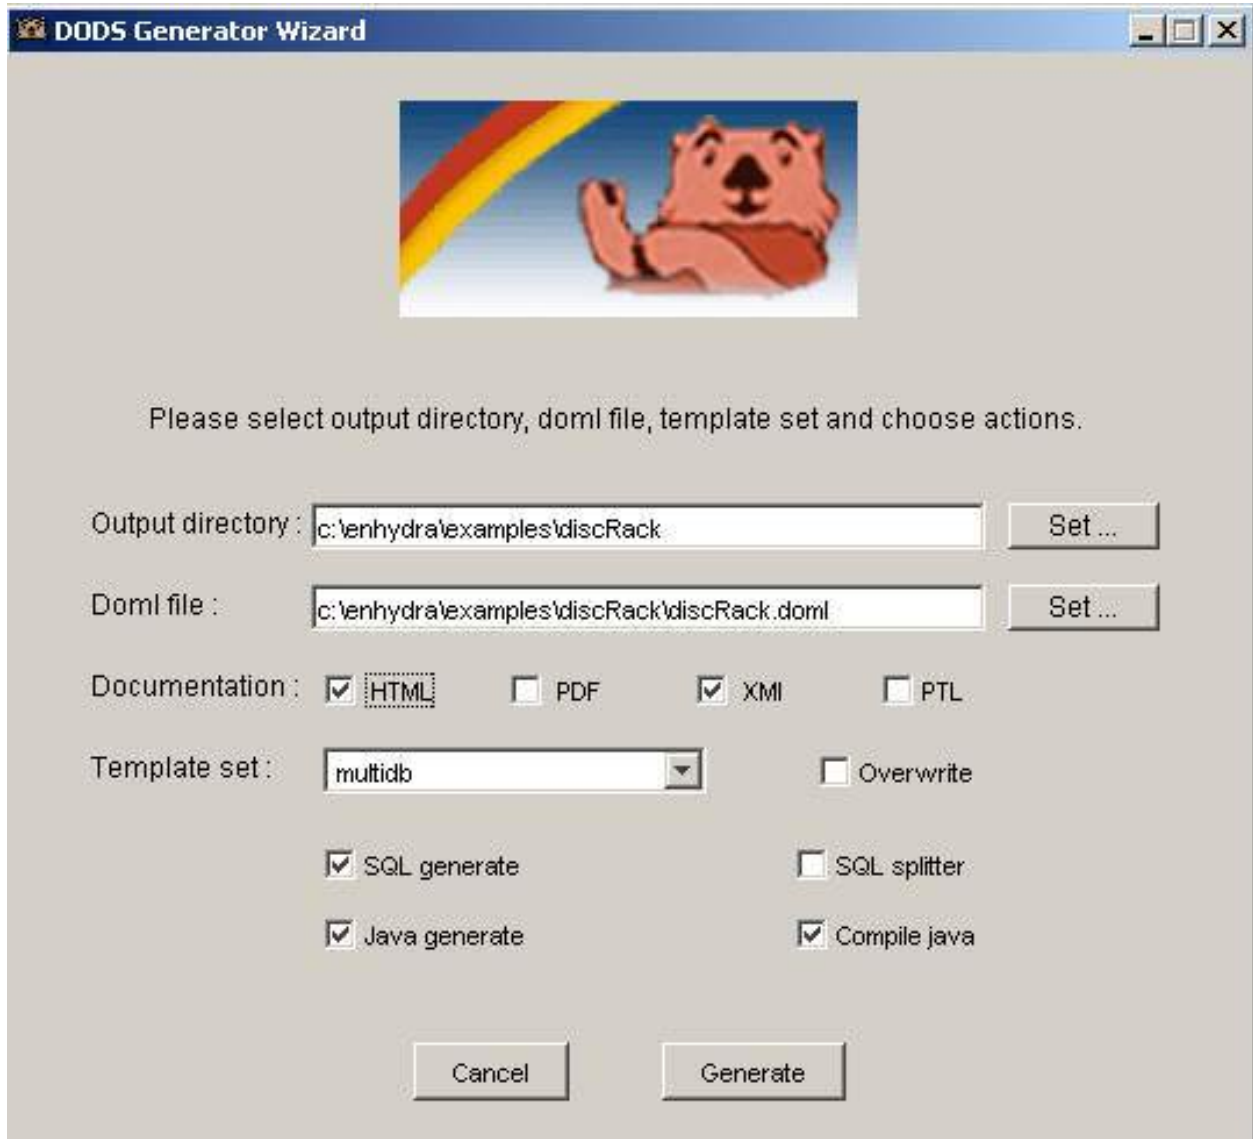 DODS Generator Wizard
Please select output directory, doml file, template set and choose actions.
Output directory : c:\enhydra\examples\discRack Set ...
Doml file : c:\enhydra\examples\discRack\discRack.doml Set ...
Documentation : HTML PDF XMI PTL
Template set : multidb Overwrite
SQL generate SQL splitter
Java generate Compile java
Cancel Generate